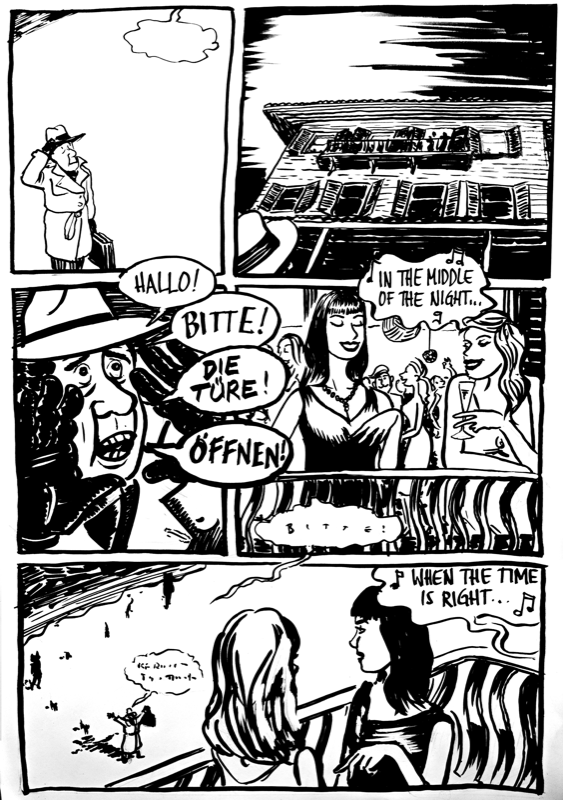 HALLO!
BITTE!
DIE
TÜRE!
ÖFFNEN!
IN THE MIDDLE
OF THE NIGHT...
BITTE!
WHEN THE TIME
IS RIGHT...